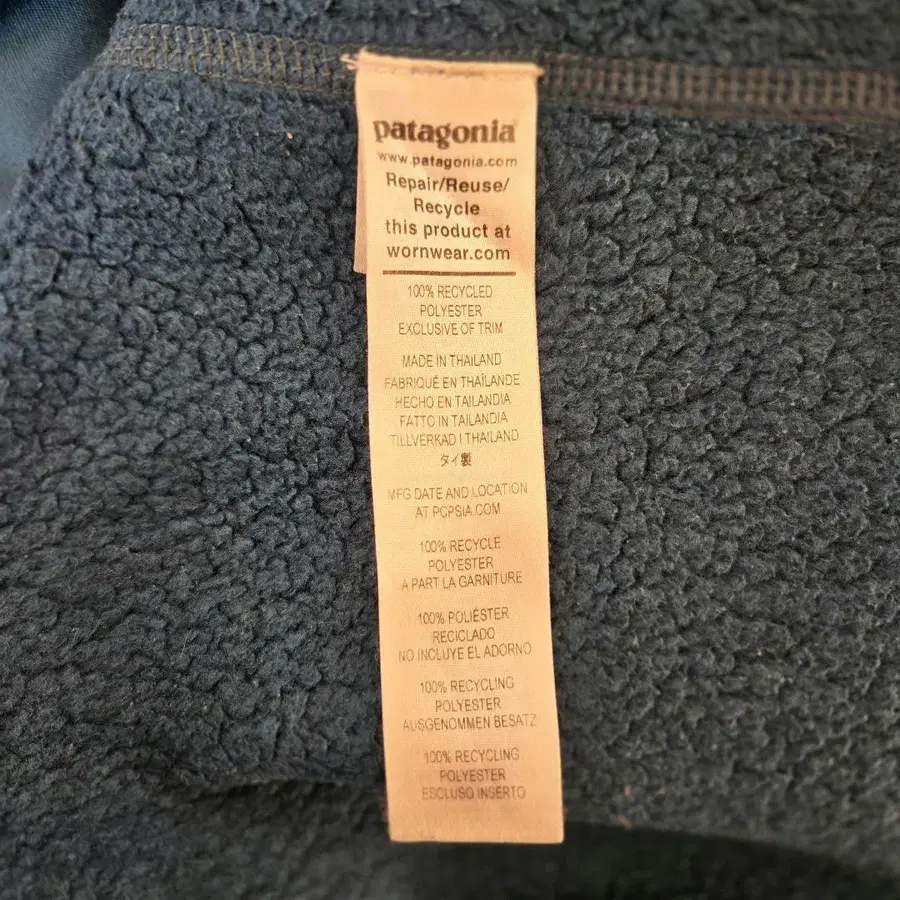 patagonia
www.patagonia.com
Repair/Reuse/
Recycle
this product at
wornwear.com
100% RECYCLED
POLYESTER
EXCLUSIVE OF TRIM
MADE IN THAILAND
FABRIQUÉ EN THAÏLANDE
HECHO EN TAILANDIA
FATTO IN TAILANDIA
TILLVERKAD I THAILAND
タイ製
MFG DATE AND LOCATION
AT PCPSIA.COM
100% RECYCLE
POLYESTER
A PART LA GARNITURE
100% POLIÉSTER
RECICLADO
NO INCLUYE EL ADORNO
100% RECYCLING
POLYESTER
AUSGENOMMEN BESATZ
100% RECYCLING
POLYESTER
ESCLUSO INSERTO